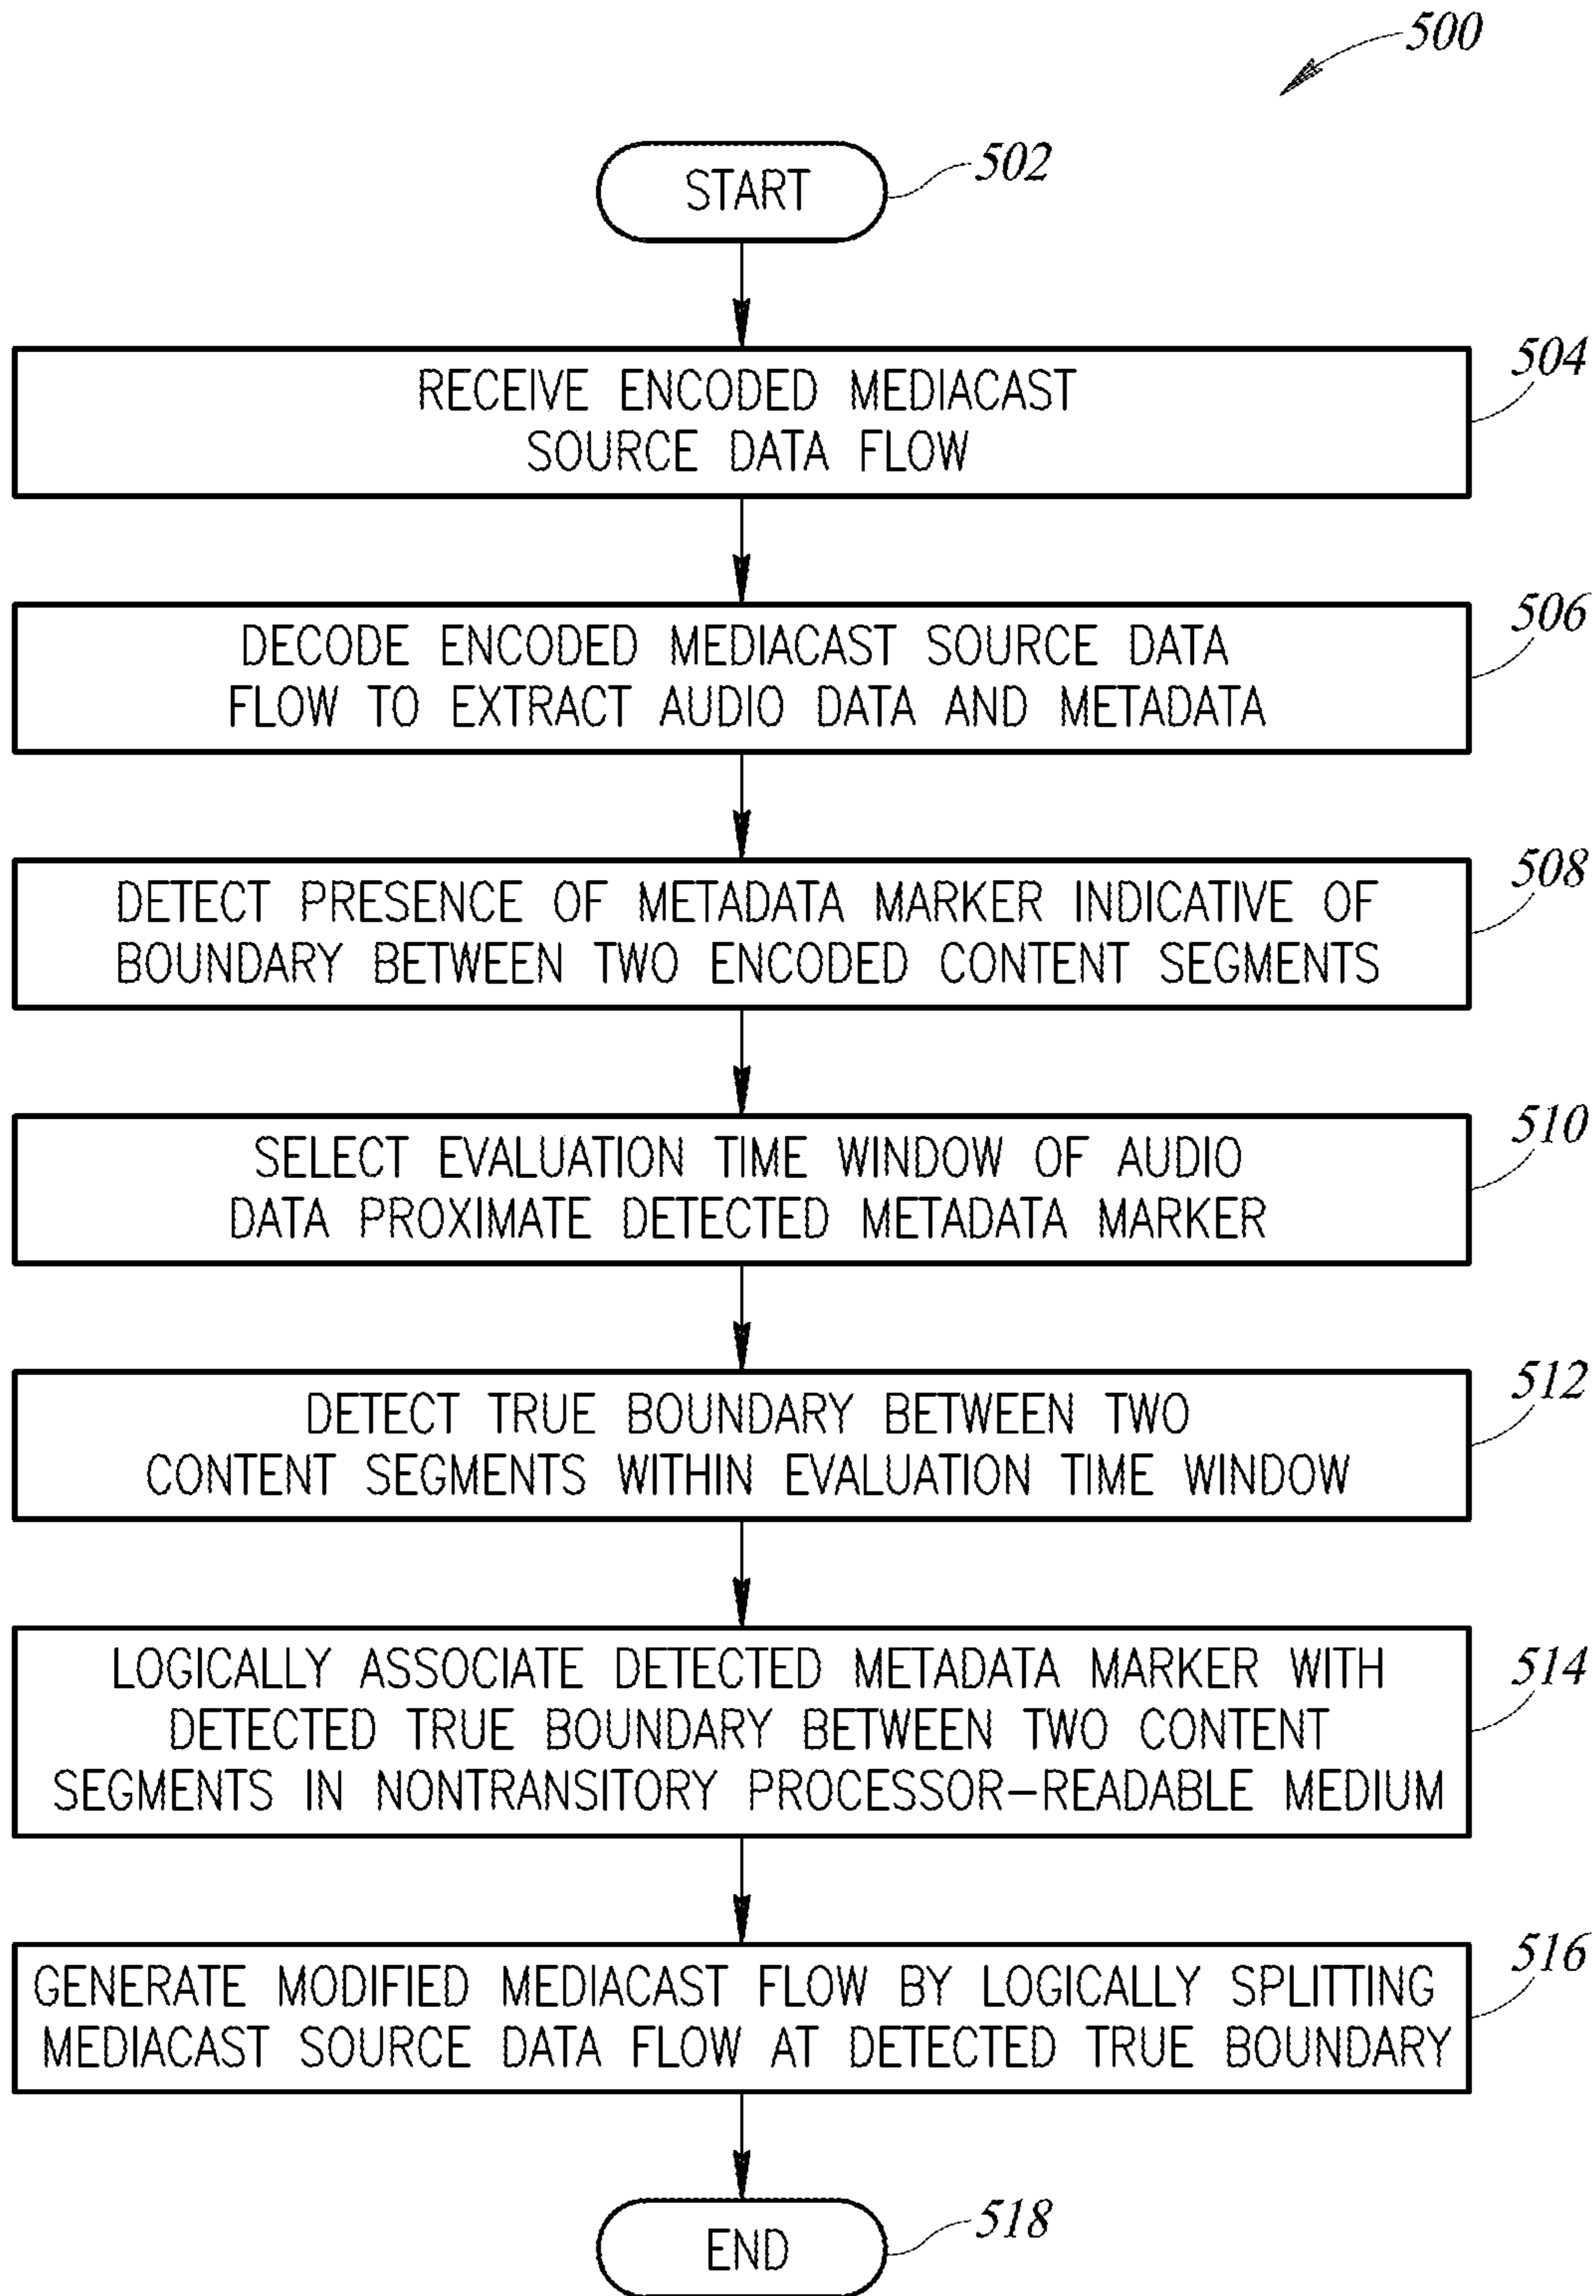 500
START
502
RECEIVE ENCODED MEDIACAST
SOURCE DATA FLOW
504
DECODE ENCODED MEDIACAST SOURCE DATA
FLOW TO EXTRACT AUDIO DATA AND METADATA
506
DETECT PRESENCE OF METADATA MARKER INDICATIVE OF
BOUNDARY BETWEEN TWO ENCODED CONTENT SEGMENTS
508
SELECT EVALUATION TIME WINDOW OF AUDIO
DATA PROXIMATE DETECTED METADATA MARKER
510
DETECT TRUE BOUNDARY BETWEEN TWO
CONTENT SEGMENTS WITHIN EVALUATION TIME WINDOW
512
LOGICALLY ASSOCIATE DETECTED METADATA MARKER WITH
DETECTED TRUE BOUNDARY BETWEEN TWO CONTENT
SEGMENTS IN NONTRANSITORY PROCESSOR-READABLE MEDIUM
514
GENERATE MODIFIED MEDIACAST FLOW BY LOGICALLY SPLITTING
MEDIACAST SOURCE DATA FLOW AT DETECTED TRUE BOUNDARY
516
END
518